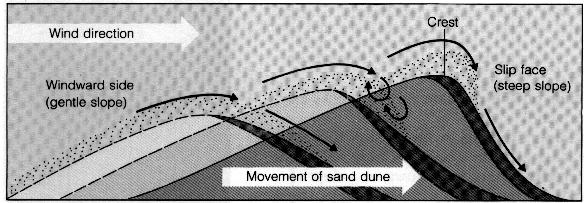 Crest
Wind direction
Slip face
(steep slope)
Windward side
(gentle slope)
Movement of sand dune